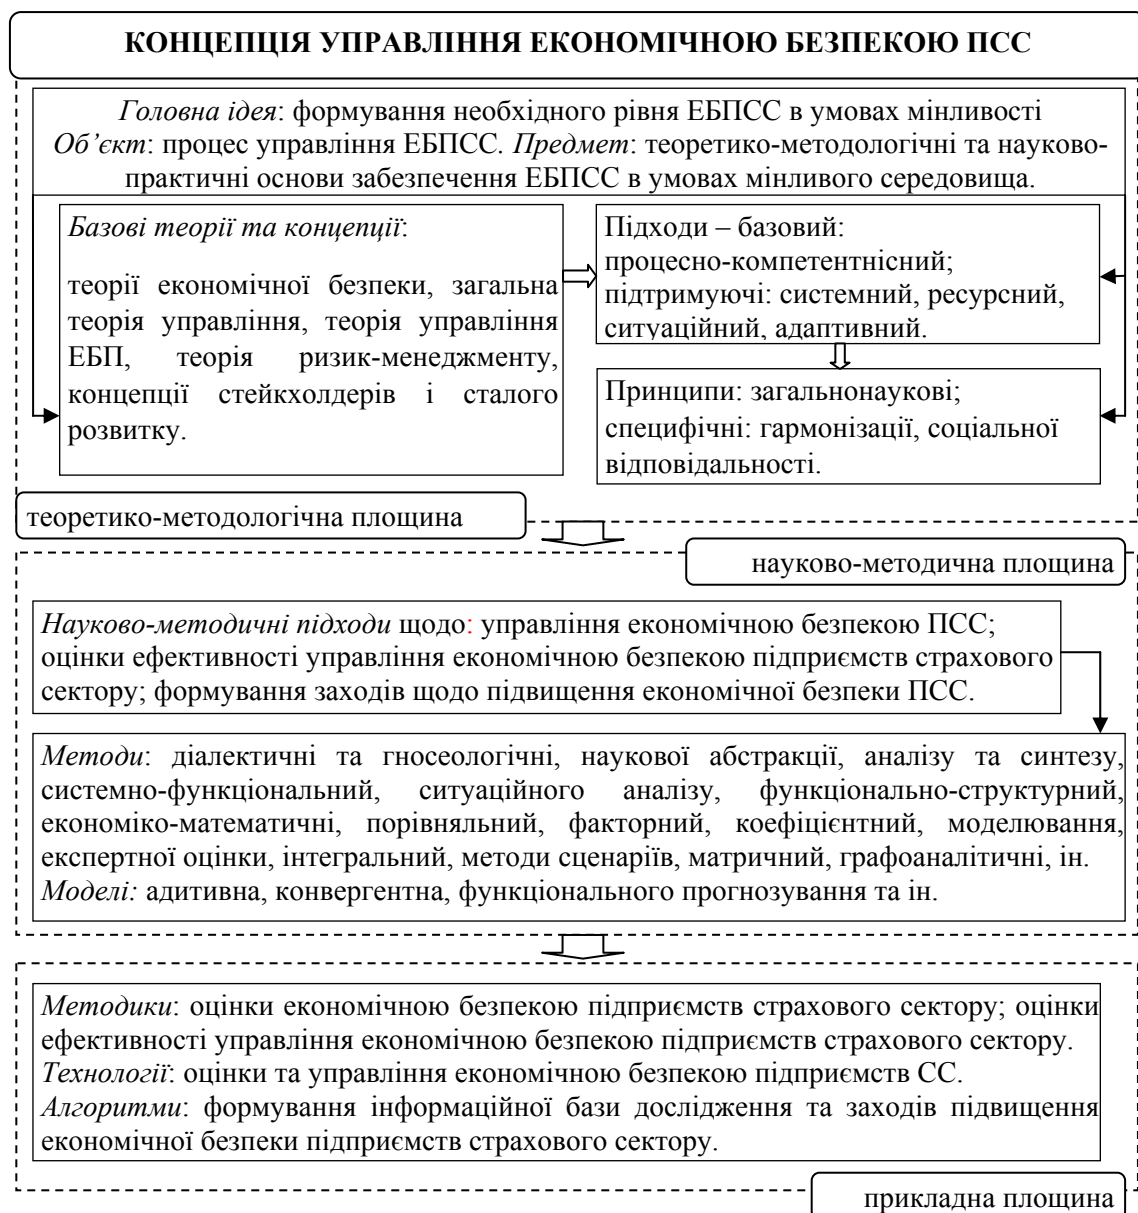 КОНЦЕПЦІЯ УПРАВЛІННЯ ЕКОНОМІЧНОЮ БЕЗПЕКОЮ ПСС
Головна ідея: формування необхідного рівня ЕБПСС в умовах мінливості
Об’єкт: процес управління ЕБПСС. Предмет: теоретико-методологічні та науково-
практичні основи забезпечення ЕБПСС в умовах мінливого середовища.
Базові теорії та концепції:
теорії економічної безпеки, загальна
теорія управління, теорія управління
ЕБП, теорія ризик-менеджменту,
концепції стейкхолдерів і сталого
розвитку.
Підходи – базовий:
процесно-компетентнісний;
підтримуючі: системний, ресурсний,
ситуаційний, адаптивний.
Принципи: загальнонаукові;
специфічні: гармонізації, соціальної
відповідальності.
теоретико-методологічна площина
науково-методична площина
Науково-методичні підходи щодо: управління економічною безпекою ПСС;
оцінки ефективності управління економічною безпекою підприємств страхового
сектору; формування заходів щодо підвищення економічної безпеки ПСС.
Методи: діалектичні та гносеологічні, наукової абстракції, аналізу та синтезу,
системно-функціональний, ситуаційного аналізу, функціонально-структурний,
економіко-математичні, порівняльний, факторний, коефіцієнтний, моделювання,
експертної оцінки, інтегральний, методи сценаріїв, матричний, графоаналітичні, ін.
Моделі: адитивна, конвергентна, функціонального прогнозування та ін.
Методики: оцінки економічною безпекою підприємств страхового сектору; оцінки
ефективності управління економічною безпекою підприємств страхового сектору.
Технології: оцінки та управління економічною безпекою підприємств СС.
Алгоритми: формування інформаційної бази дослідження та заходів підвищення
економічної безпеки підприємств страхового сектору.
прикладна площина